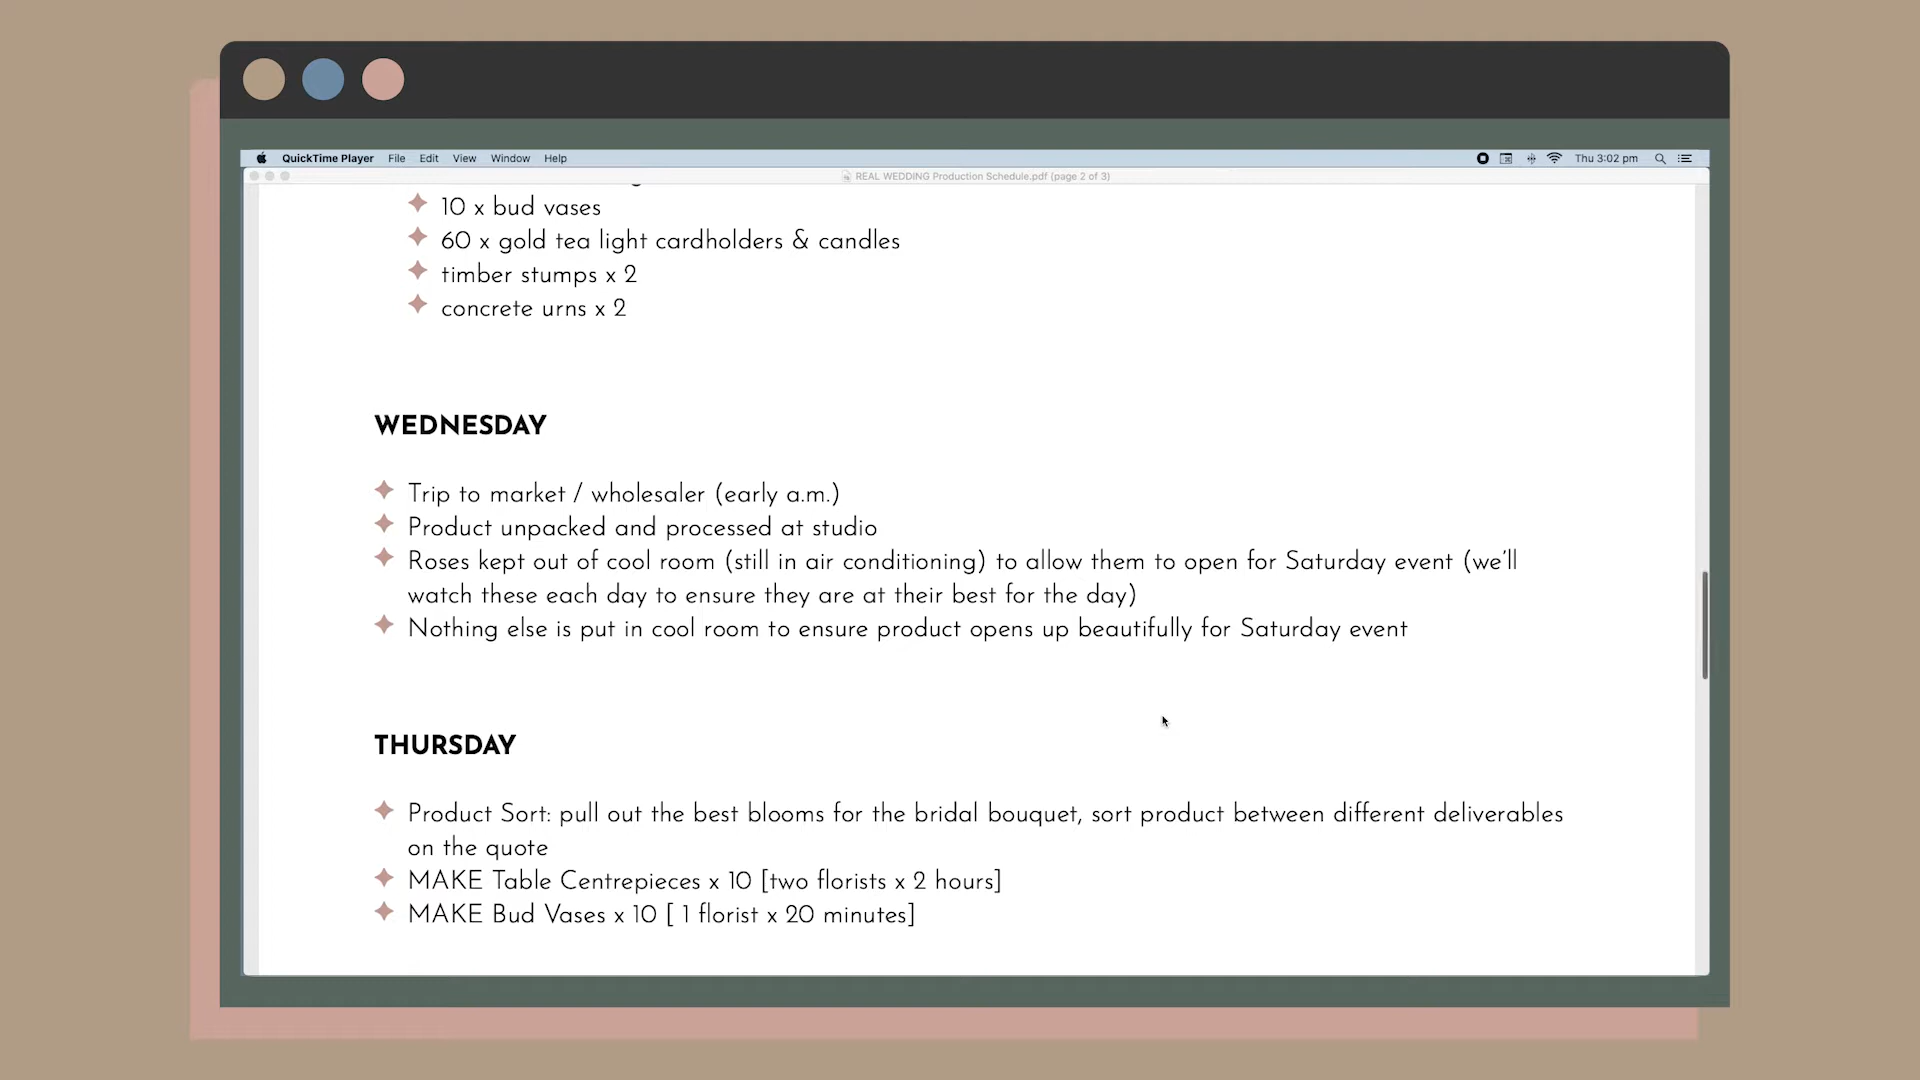 QuickTime Player File Edit View Window Help Thu 3:02 pm
REAL WEDDING Production Schedule.pdf (page 2 of 3)
10 x bud vases
60 x gold tea light cardholders & candles
timber stumps x 2
concrete urns x 2
WEDNESDAY
Trip to market / wholesaler (early a.m.)
Product unpacked and processed at studio
Roses kept out of cool room (still in air conditioning) to allow them to open for Saturday event (we'll
watch these each day to ensure they are at their best for the day)
Nothing else is put in cool room to ensure product opens up beautifully for Saturday event
THURSDAY
Product Sort: pull out the best blooms for the bridal bouquet, sort product between different deliverables
on the quote
MAKE Table Centrepieces x 10 [two florists x 2 hours]
MAKE Bud Vases x 10 [ 1 florist x 20 minutes]